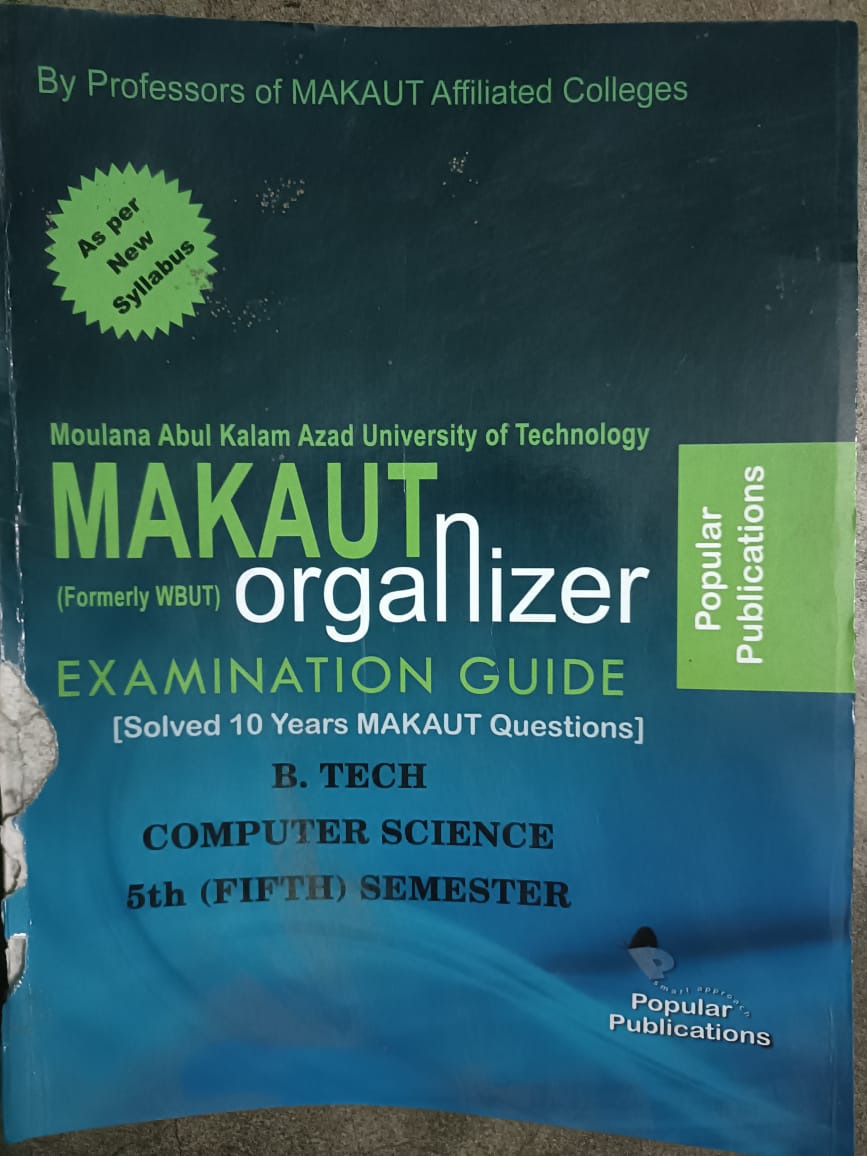 By Professors of MAKAUT Affiliated Colleges
As per
New
Syllabus
Moulana Abul Kalam Azad University of Technology
MAKAUT
(Formerly WBUT) organizer
Popular
Publications
EXAMINATION GUIDE
[Solved 10 Years MAKAUT Questions]
B. TECH
COMPUTER SCIENCE
5th (FIFTH) SEMESTER
P
smart approach
Popular
Publications